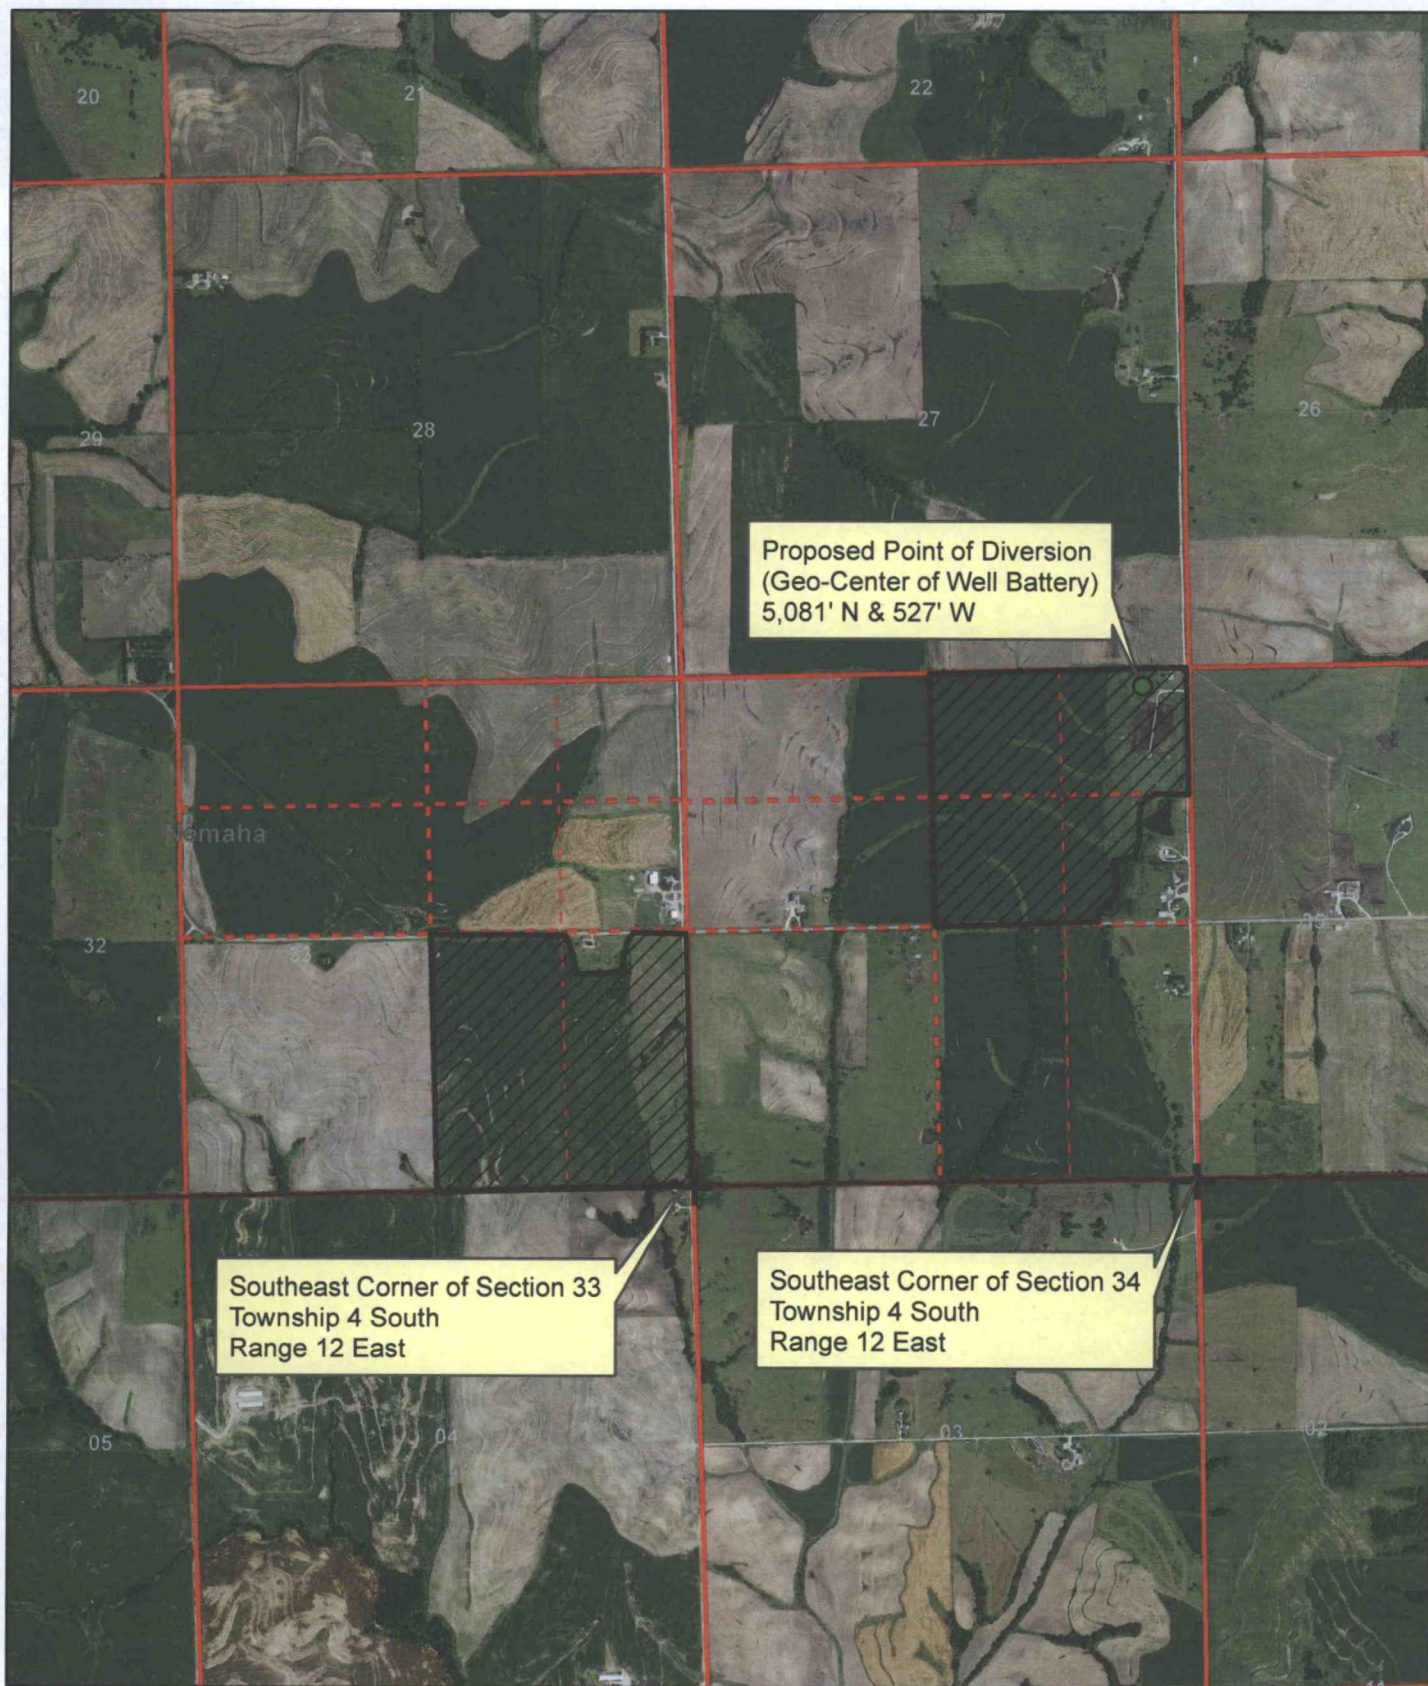 20
21
22
29
28
27
26
Proposed Point of Diversion
(Geo-Center of Well Battery)
5,081' N & 527' W
Nemaha
32
35
Southeast Corner of Section 33
Township 4 South
Range 12 East
Southeast Corner of Section 34
Township 4 South
Range 12 East
05
04
03
02
11